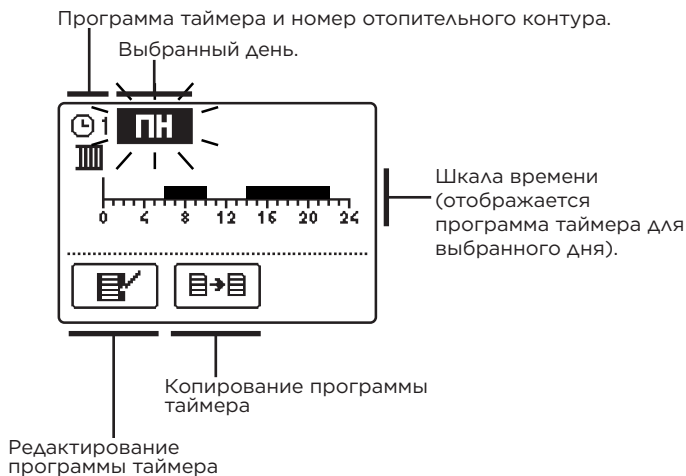 Программа таймера и номер отопительного контура.
Выбранный день.
1 ПН
0 4 8 12 16 20 24
Шкала времени
(отображается
программа таймера для
выбранного дня).
Копирование программы
таймера
Редактирование
программы таймера